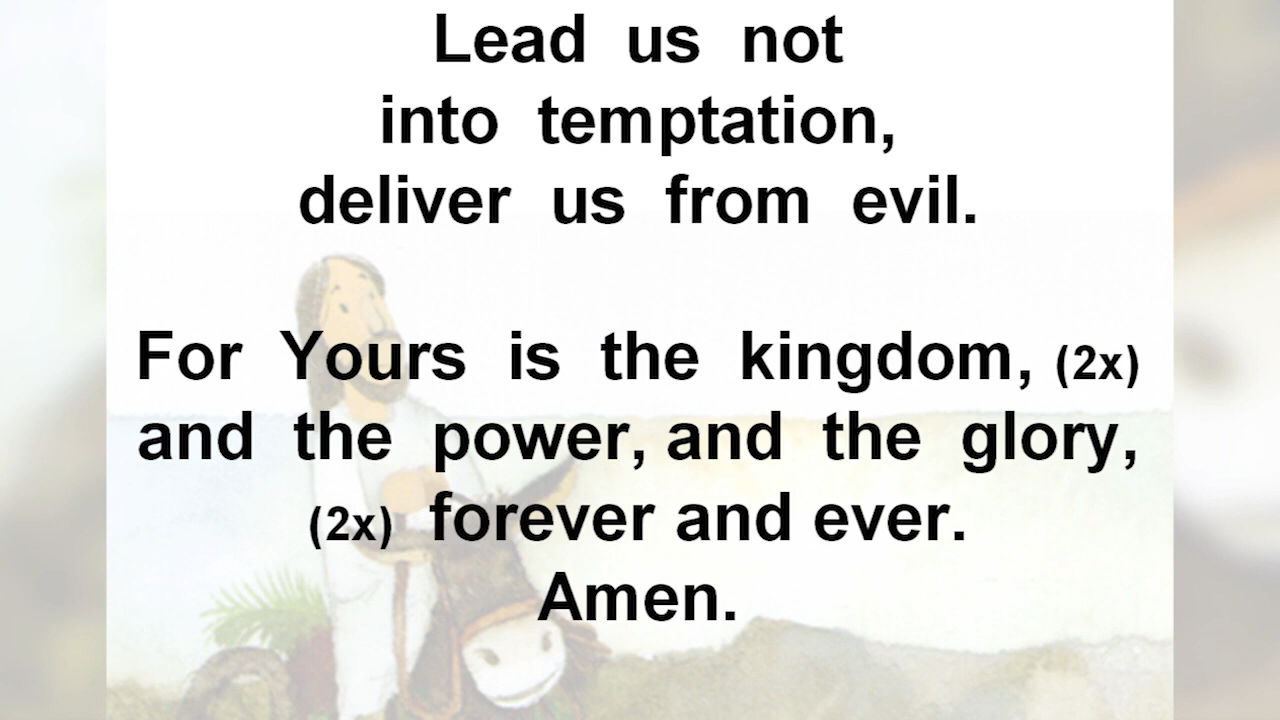 Lead us not
into temptation,
deliver us from evil.
For Yours is the kingdom, (2x)
and the power, and the glory,
(2x) forever and ever.
Amen.